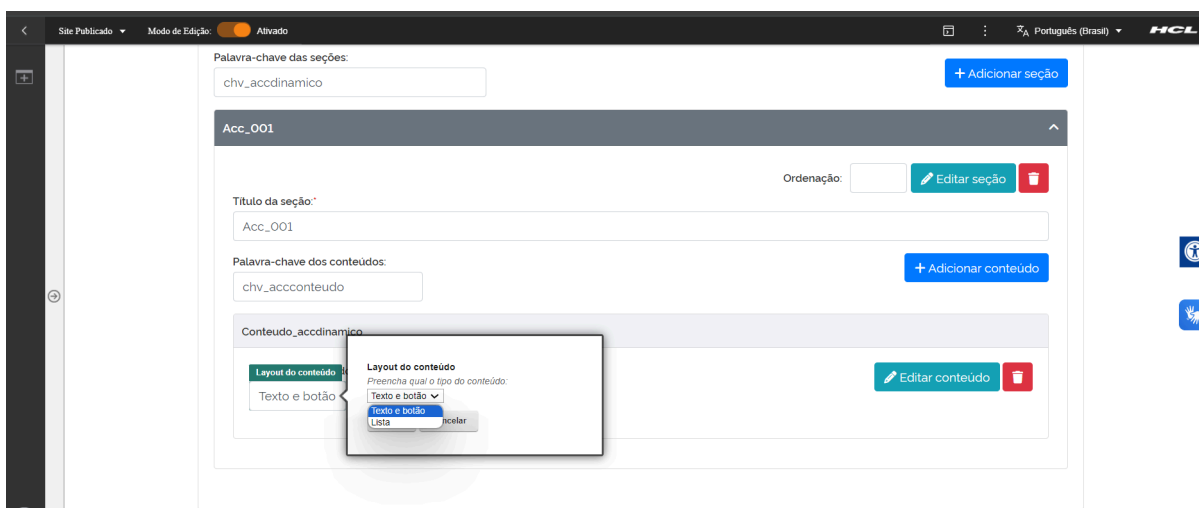 Site Publicado
Modo de Edição:
Ativado
Português (Brasil)
HCL
Palavra-chave das seções:
chv_accdinamico
+ Adicionar seção
Acc_001
Ordenação:
Editar seção
Título da seção:*
Acc_001
Palavra-chave dos conteúdos:
chv_accconteudo
+ Adicionar conteúdo
Conteudo_accdinamico
Layout do conteúdo
Texto e botão
Layout do conteúdo
Preencha qual o tipo do conteúdo:
Texto e botão
Texto e botão
Lista
Editar conteúdo